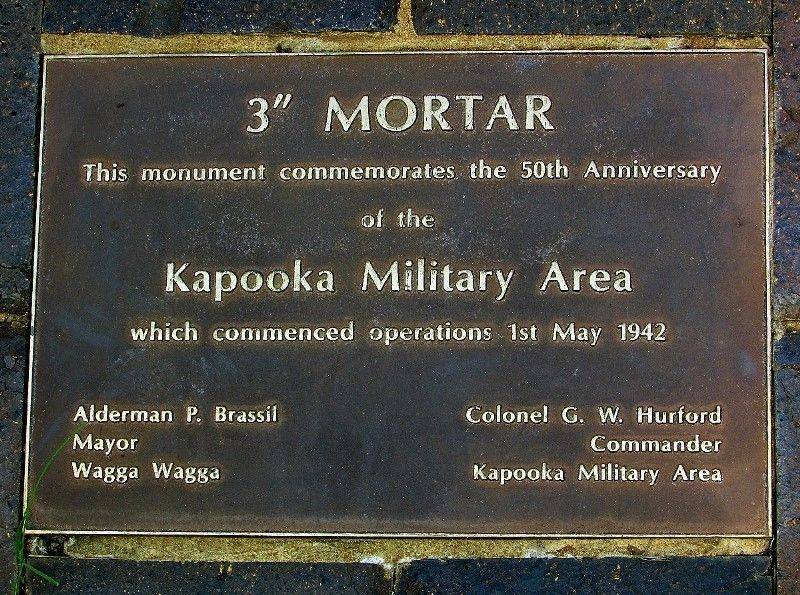 3" MORTAR
This monument commemorates the 50th Anniversary
of the
Kapooka Military Area
which commenced operations 1st May 1942
Alderman P. Brassil
Mayor
Wagga Wagga
Colonel G. W. Hurford
Commander
Kapooka Military Area